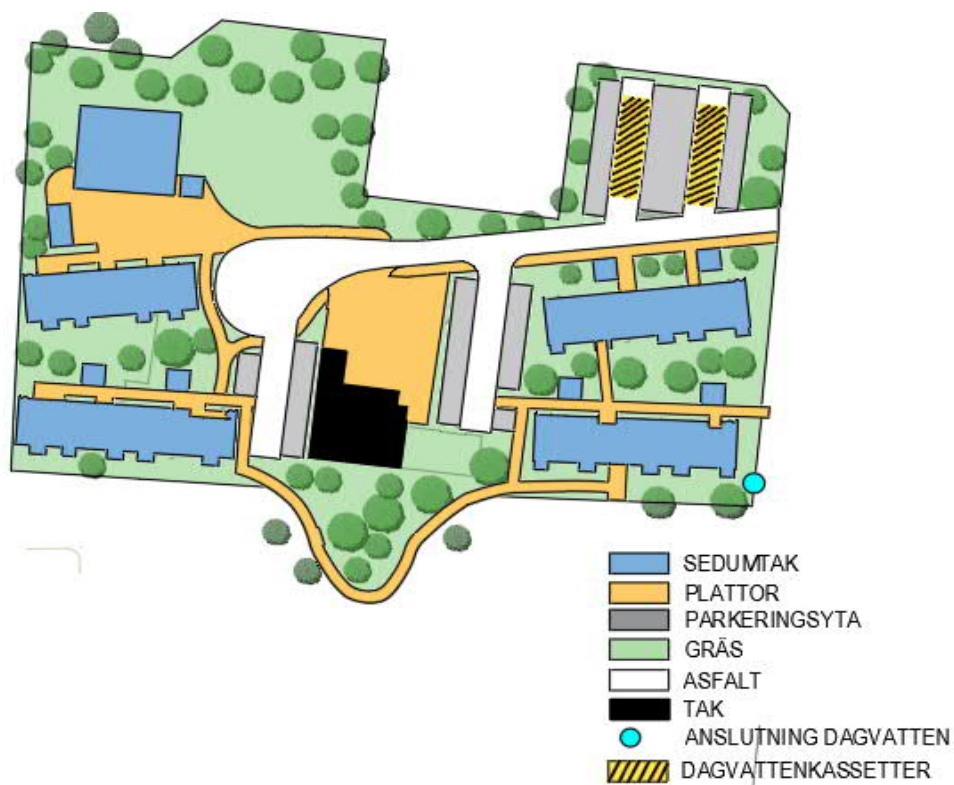 SEDUMTAK
PLATTOR
PARKERINGSYTA
GRÄS
ASFALT
TAK
ANSLUTNING DAGVATTEN
DAGVATTENKASSETTER